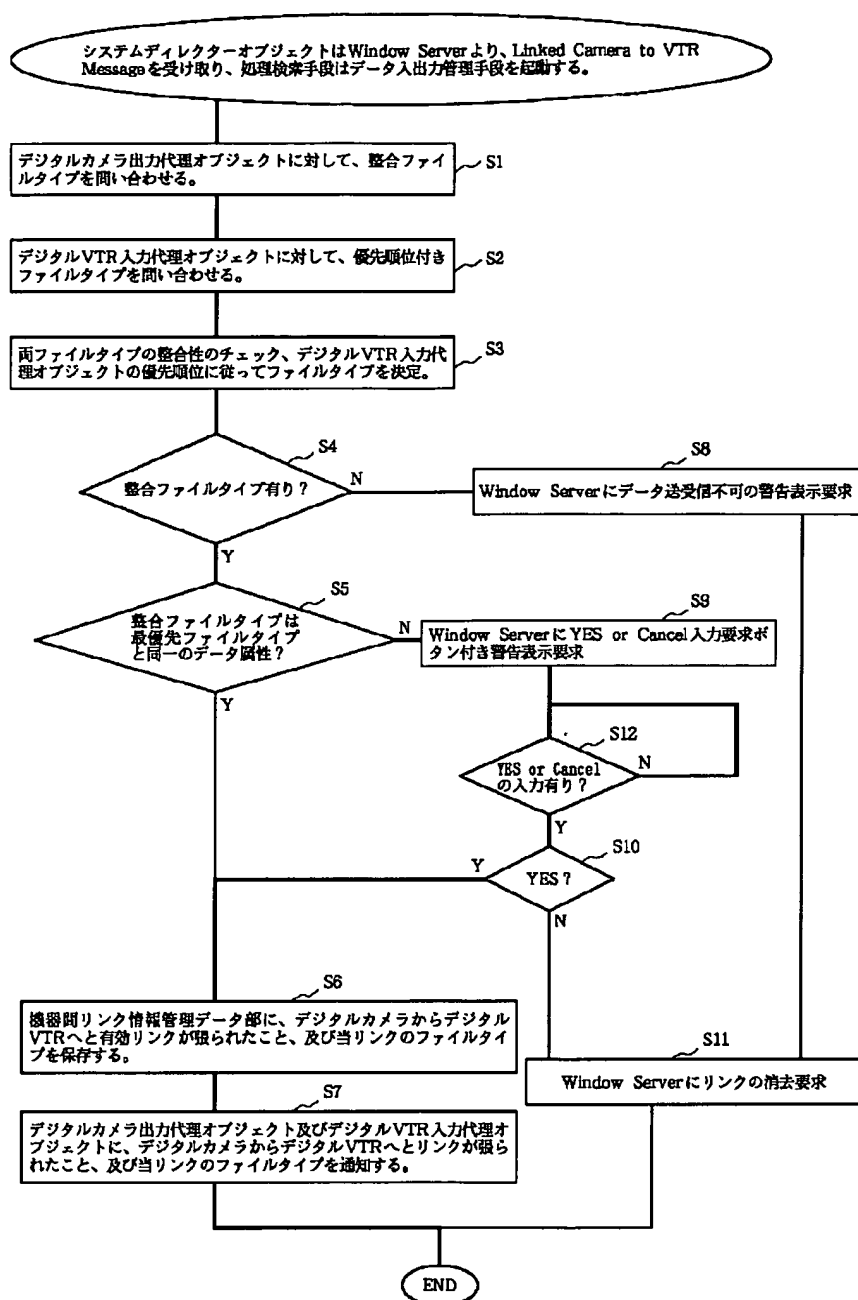 システムディレクターオブジェクトはWindow Serverより、Linked Camera to VTR
Messageを受け取り、処理検索手段はデータ入出力管理手段を起動する。
デジタルカメラ出力代理オブジェクトに対して、整合ファイ
ルタイプを問い合わせる。
S1
デジタルVTR入力代理オブジェクトに対して、優先順位付き
ファイルタイプを問い合わせる。
S2
両ファイルタイプの整合性のチェック、デジタルVTR入力代
理オブジェクトの優先順位に従ってファイルタイプを決定。
S3
S4
整合ファイルタイプ有り？
N
Y
S8
Window Serverにデータ送受信不可の警告表示要求
S5
整合ファイルタイプは
最優先ファイルタイプ
と同一のデータ属性？
N
Y
S9
Window ServerにYES or Cancel入力要求ボ
タン付き警告表示要求
S12
YES or Cancel
の入力有り？
N
Y
S10
YES？
Y
N
S6
機器間リンク情報管理データ部に、デジタルカメラからデジタル
VTRへと有効リンクが張られたこと、及び当リンクのファイルタイ
プを保存する。
S11
Window Serverにリンクの消去要求
S7
デジタルカメラ出力代理オブジェクト及びデジタルVTR入力代理オ
ブジェクトに、デジタルカメラからデジタルVTRへとリンクが張ら
れたこと、及び当リンクのファイルタイプを通知する。
END